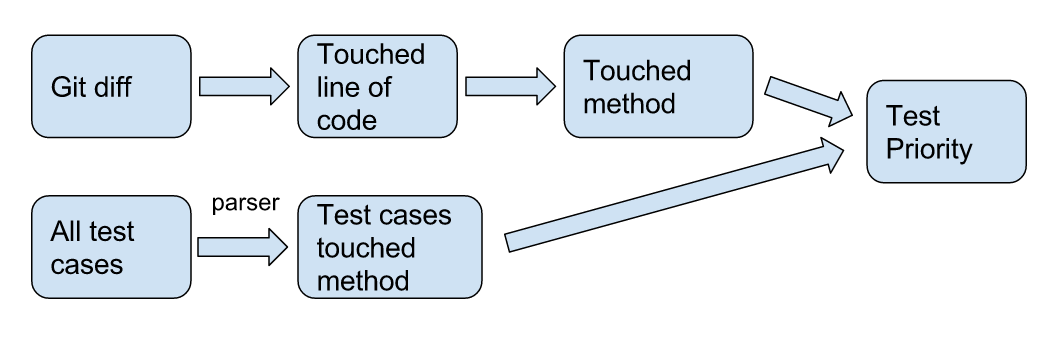 Git diff
Touched
line of
code
Touched
method
Test
Priority
All test
cases
parser
Test cases
touched
method